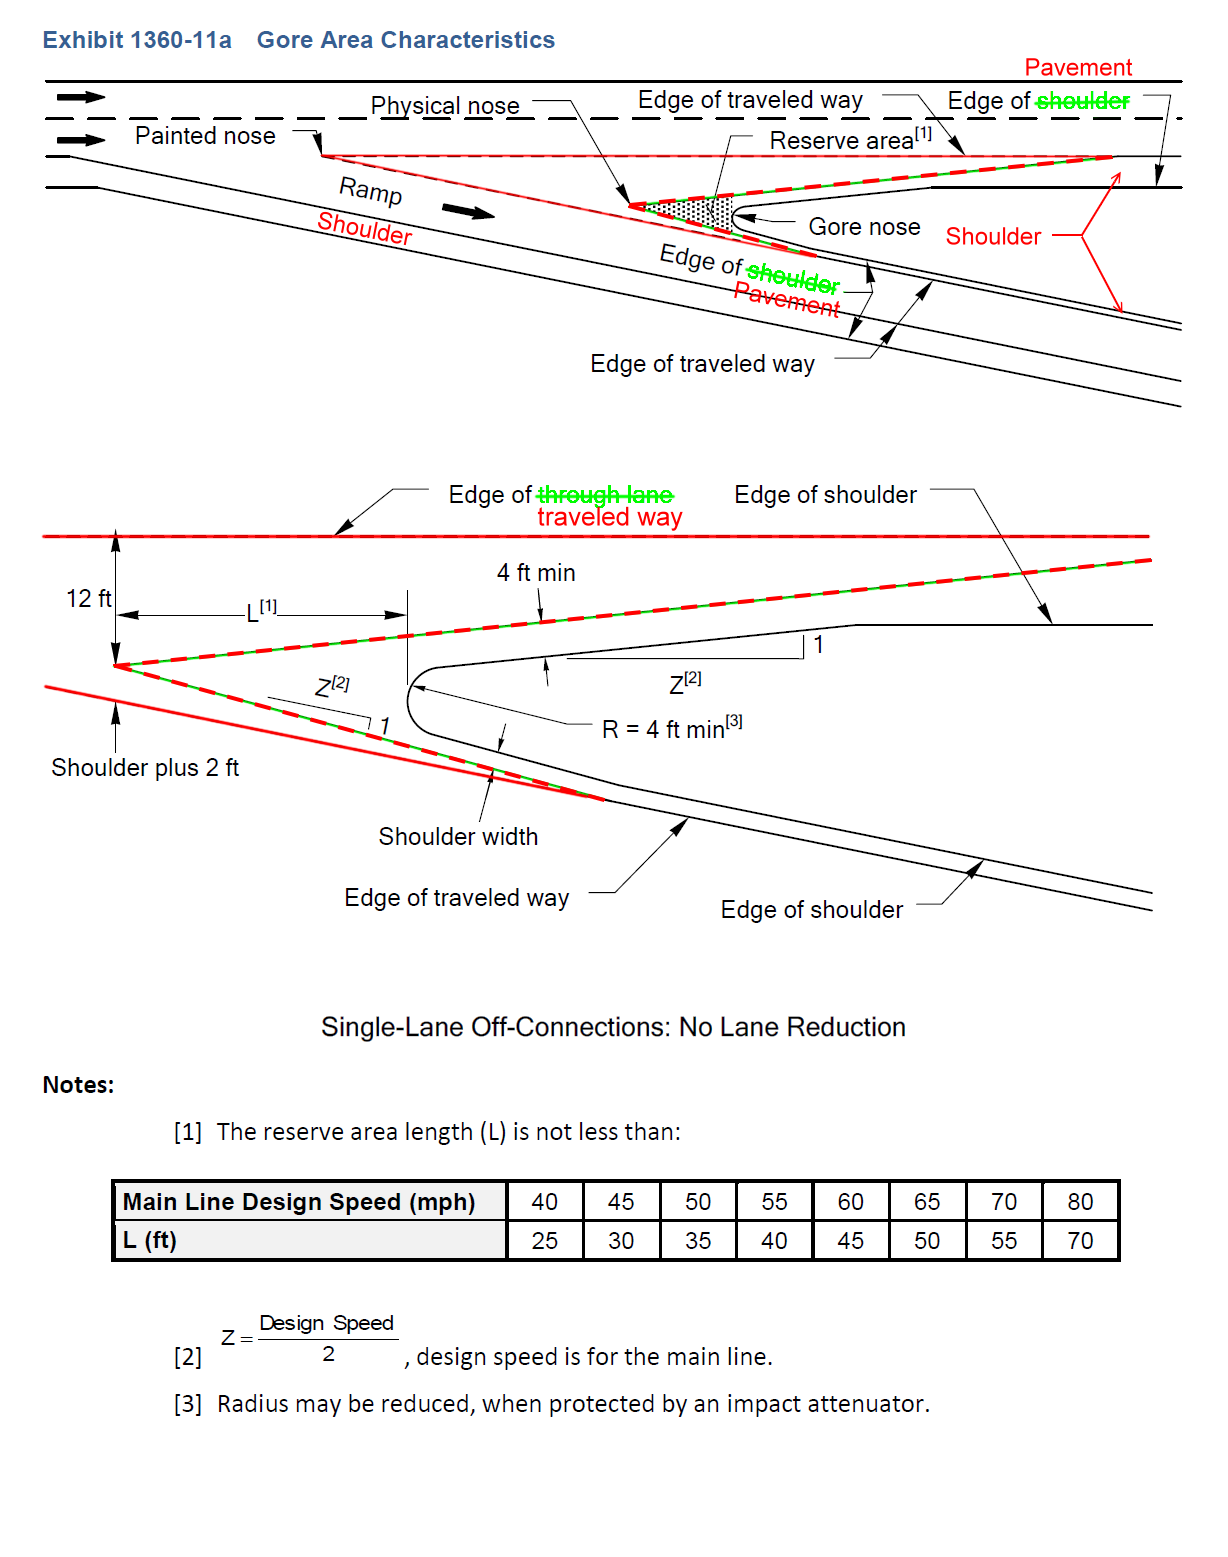 Exhibit 1360-11a Gore Area Characteristics
Pavement
Physical nose
Edge of traveled way
Edge of shoulder
Painted nose
Reserve area[1]
Ramp
Shoulder
Gore nose
Shoulder
Edge of shoulder
Pavement
Edge of traveled way
Edge of through lane
traveled way
Edge of shoulder
4 ft min
12 ft
L[1]
1
Z[2]
Z[2]
1
R = 4 ft min[3]
Shoulder plus 2 ft
Shoulder width
Edge of traveled way
Edge of shoulder
Single-Lane Off-Connections: No Lane Reduction
Notes:
[1] The reserve area length (L) is not less than:
Main Line Design Speed (mph) 40 45 50 55 60 65 70 80
L (ft) 25 30 35 40 45 50 55 70
[2] Z = Design Speed / 2 , design speed is for the main line.
[3] Radius may be reduced, when protected by an impact attenuator.